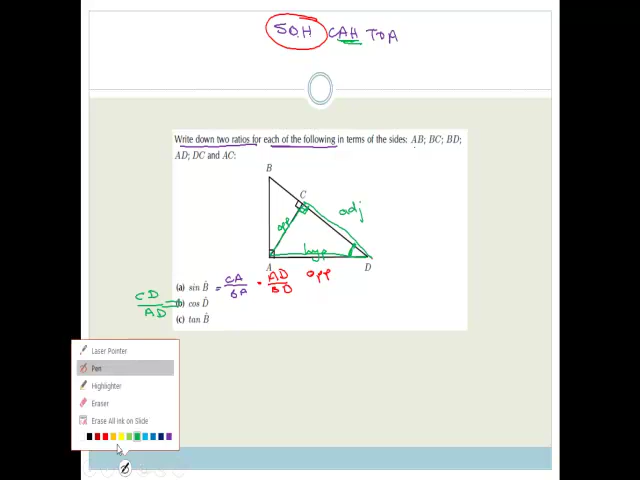 SOH CAH TOA
Write down two ratios for each of the following in terms of the sides: AB; BC; BD;
AD; DC and AC:
B
C
adj
opp
hyp
A
D
opp
(a) sin B̂ = CA/BA = AD/BD
CD/AD = (b) cos D̂
(c) tan B̂
Laser Pointer
Pen
Highlighter
Eraser
Erase All Ink on Slide